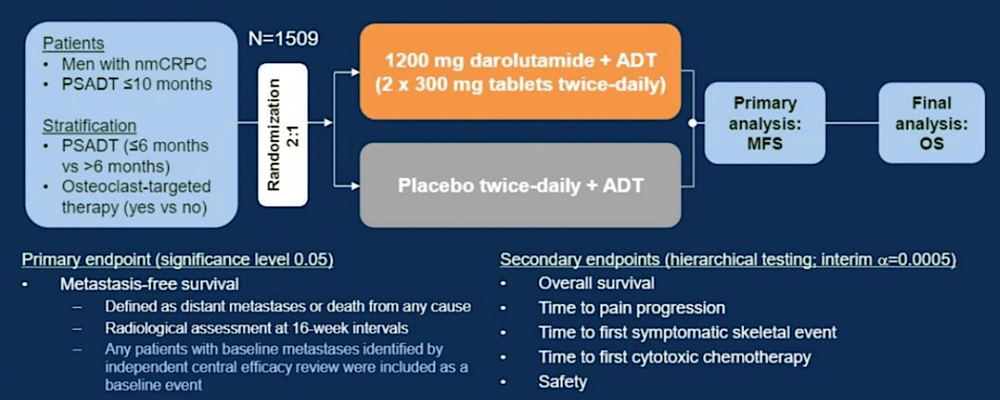 Patients
• Men with nmCRPC
• PSADT ≤10 months
Stratification
• PSADT (≤6 months
vs >6 months)
• Osteoclast-targeted
therapy (yes vs no)
N=1509
Randomization
2:1
1200 mg darolutamide + ADT
(2 x 300 mg tablets twice-daily)
Placebo twice-daily + ADT
Primary
analysis:
MFS
Final
analysis:
OS
Primary endpoint (significance level 0.05)
• Metastasis-free survival
– Defined as distant metastases or death from any cause
– Radiological assessment at 16-week intervals
– Any patients with baseline metastases identified by
independent central efficacy review were included as a
baseline event
Secondary endpoints (hierarchical testing; interim α=0.0005)
• Overall survival
• Time to pain progression
• Time to first symptomatic skeletal event
• Time to first cytotoxic chemotherapy
• Safety